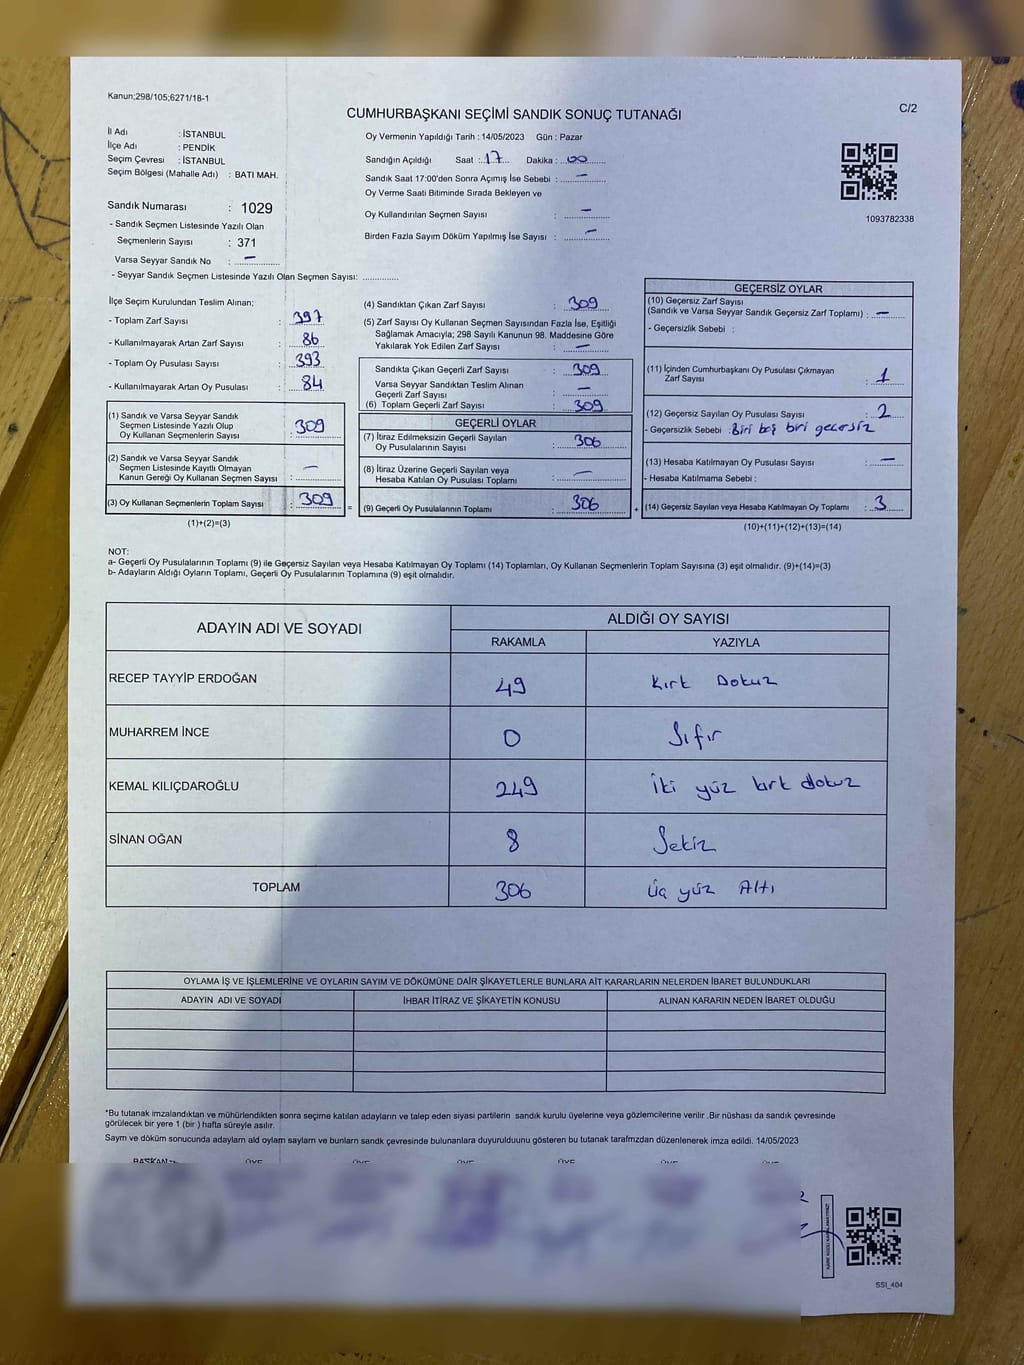 Kanun;298/105;6271/18-1
C/2
CUMHURBAŞKANI SEÇİMİ SANDIK SONUÇ TUTANAĞI
İl Adı : İSTANBUL
İlçe Adı : PENDİK
Seçim Çevresi : İSTANBUL
Seçim Bölgesi (Mahalle Adı) : BATI MAH.
Oy Vermenin Yapıldığı Tarih : 14/05/2023 Gün : Pazar
Sandığın Açıldığı Saat : 17 Dakika : 00
Sandık Saat 17:00'den Sonra Açımış İse Sebebi : -
Oy Verme Saati Bitiminde Sırada Bekleyen ve
Oy Kullandırılan Seçmen Sayısı : -
Birden Fazla Sayım Döküm Yapılmış İse Sayısı : -
1093782338
Sandık Numarası : 1029
- Sandık Seçmen Listesinde Yazılı Olan
Seçmenlerin Sayısı : 371
Varsa Seyyar Sandık No : -
- Seyyar Sandık Seçmen Listesinde Yazılı Olan Seçmen Sayısı: ..............
İlçe Seçim Kurulundan Teslim Alınan;
- Toplam Zarf Sayısı : 397
- Kullanılmayarak Artan Zarf Sayısı : 86
- Toplam Oy Pusulası Sayısı : 393
- Kullanılmayarak Artan Oy Pusulası : 84
(1) Sandık ve Varsa Seyyar Sandık
Seçmen Listesinde Yazılı Olup
Oy Kullanan Seçmenlerin Sayısı : 309
(2) Sandık ve Varsa Seyyar Sandık
Seçmen Listesinde Kayıtlı Olmayan
Kanun Gereği Oy Kullanan Seçmen Sayısı : -
(3) Oy Kullanan Seçmenlerin Toplam Sayısı : 309
(1)+(2)=(3)
(4) Sandıktan Çıkan Zarf Sayısı : 309
(5) Zarf Sayısı Oy Kullanan Seçmen Sayısından Fazla İse, Eşitliği
Sağlamak Amacıyla; 298 Sayılı Kanunun 98. Maddesine Göre
Yakılarak Yok Edilen Zarf Sayısı : -
Sandıkta Çıkan Geçerli Zarf Sayısı : 309
Varsa Seyyar Sandıktan Teslim Alınan
Geçerli Zarf Sayısı : -
(6) Toplam Geçerli Zarf Sayısı : 309
GEÇERLİ OYLAR
(7) İtiraz Edilmeksizin Geçerli Sayılan
Oy Pusulalarının Sayısı : 306
(8) İtiraz Üzerine Geçerli Sayılan veya
Hesaba Katılan Oy Pusulası Toplamı : -
= (9) Geçerli Oy Pusulalarının Toplamı : 306
GEÇERSİZ OYLAR
(10) Geçersiz Zarf Sayısı
(Sandık ve Varsa Seyyar Sandık Geçersiz Zarf Toplamı) : -
- Geçersizlik Sebebi :
(11) İçinden Cumhurbaşkanı Oy Pusulası Çıkmayan
Zarf Sayısı : 1
(12) Geçersiz Sayılan Oy Pusulası Sayısı : 2
- Geçersizlik Sebebi : Biri boş biri geçersiz
(13) Hesaba Katılmayan Oy Pusulası Sayısı : -
- Hesaba Katılmama Sebebi :
+ (14) Geçersiz Sayılan veya Hesaba Katılmayan Oy Toplamı : 3
(10)+(11)+(12)+(13)=(14)
NOT:
a- Geçerli Oy Pusulalarının Toplamı (9) ile Geçersiz Sayılan veya Hesaba Katılmayan Oy Toplamı (14) Toplamları, Oy Kullanan Seçmenlerin Toplam Sayısına (3) eşit olmalıdır. (9)+(14)=(3)
b- Adayların Aldığı Oyların Toplamı, Geçerli Oy Pusulalarının Toplamına (9) eşit olmalıdır.
ADAYIN ADI VE SOYADI
ALDIĞI OY SAYISI
RAKAMLA YAZIYLA
RECEP TAYYİP ERDOĞAN 49 Kırk Dokuz
MUHARREM İNCE 0 Sıfır
KEMAL KILIÇDAROĞLU 249 İki yüz kırk dokuz
SİNAN OĞAN 8 Sekiz
TOPLAM 306 Üç yüz Altı
OYLAMA İŞ VE İŞLEMLERİNE VE OYLARIN SAYIM VE DÖKÜMÜNE DAİR ŞİKAYETLERLE BUNLARA AİT KARARLARIN NELERDEN İBARET BULUNDUKLARI
ADAYIN ADI VE SOYADI İHBAR İTİRAZ VE ŞİKAYETİN KONUSU ALINAN KARARIN NEDEN İBARET OLDUĞU
*Bu tutanak imzalandıktan ve mühürlendikten sonra seçime katılan adayların ve talep eden siyasi partilerin sandık kurulu üyelerine veya gözlemcilerine verilir .Bir nüshası da sandık çevresinde
görülecek bir yere 1 (bir ) hafta süreyle asılır.
Sayım ve döküm sonucunda adaylarn ald oylarn saylarn ve bunlarn sandk çevresinde bulunanlara duyurulduunu gösteren bu tutanak tarafmzdan düzenlenerek imza edildi. 14/05/2023
BAŞKAN ÜYE ÜYE ÜYE ÜYE ÜYE ÜYE
SSI_404